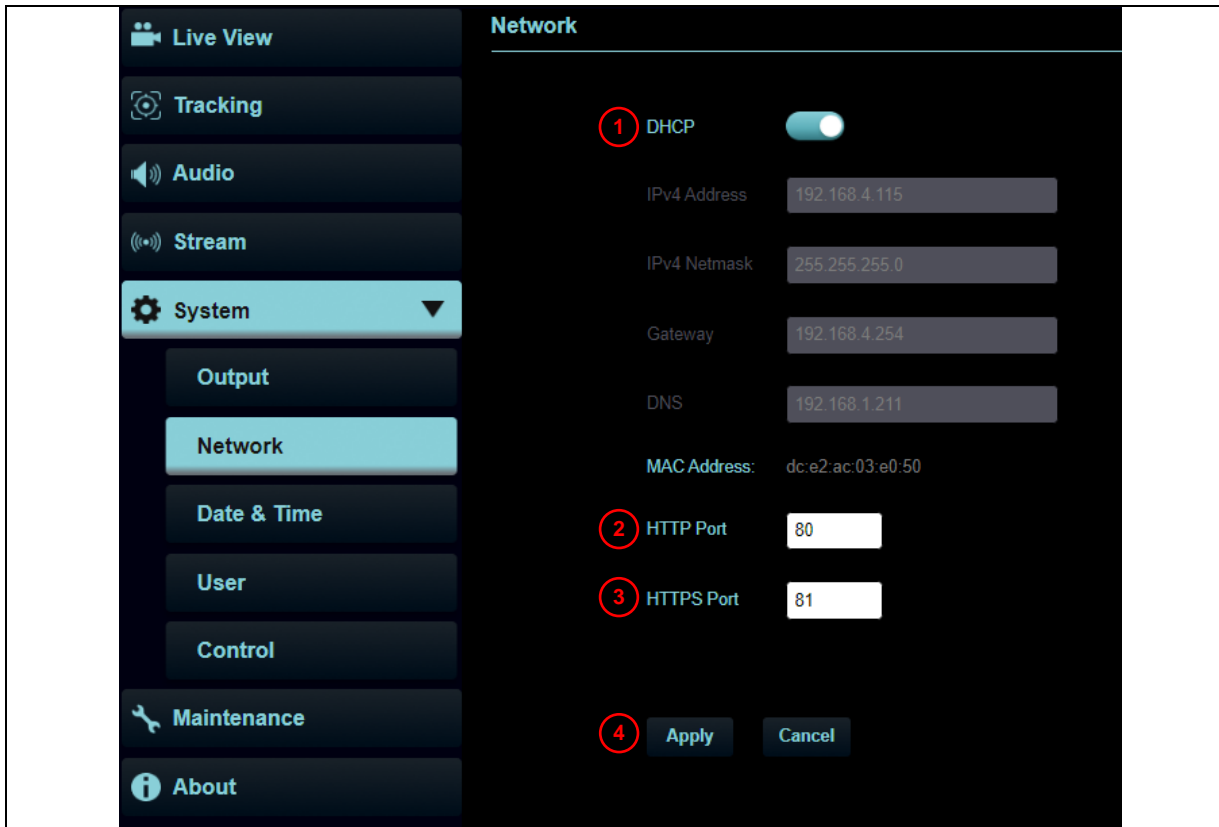 Live View
Tracking
Audio
Stream
System
Output
Network
Date & Time
User
Control
Maintenance
About
Network
1 DHCP
IPv4 Address 192.168.4.115
IPv4 Netmask 255.255.255.0
Gateway 192.168.4.254
DNS 192.168.1.211
MAC Address: dc:e2:ac:03:e0:50
2 HTTP Port 80
3 HTTPS Port 81
4 Apply Cancel